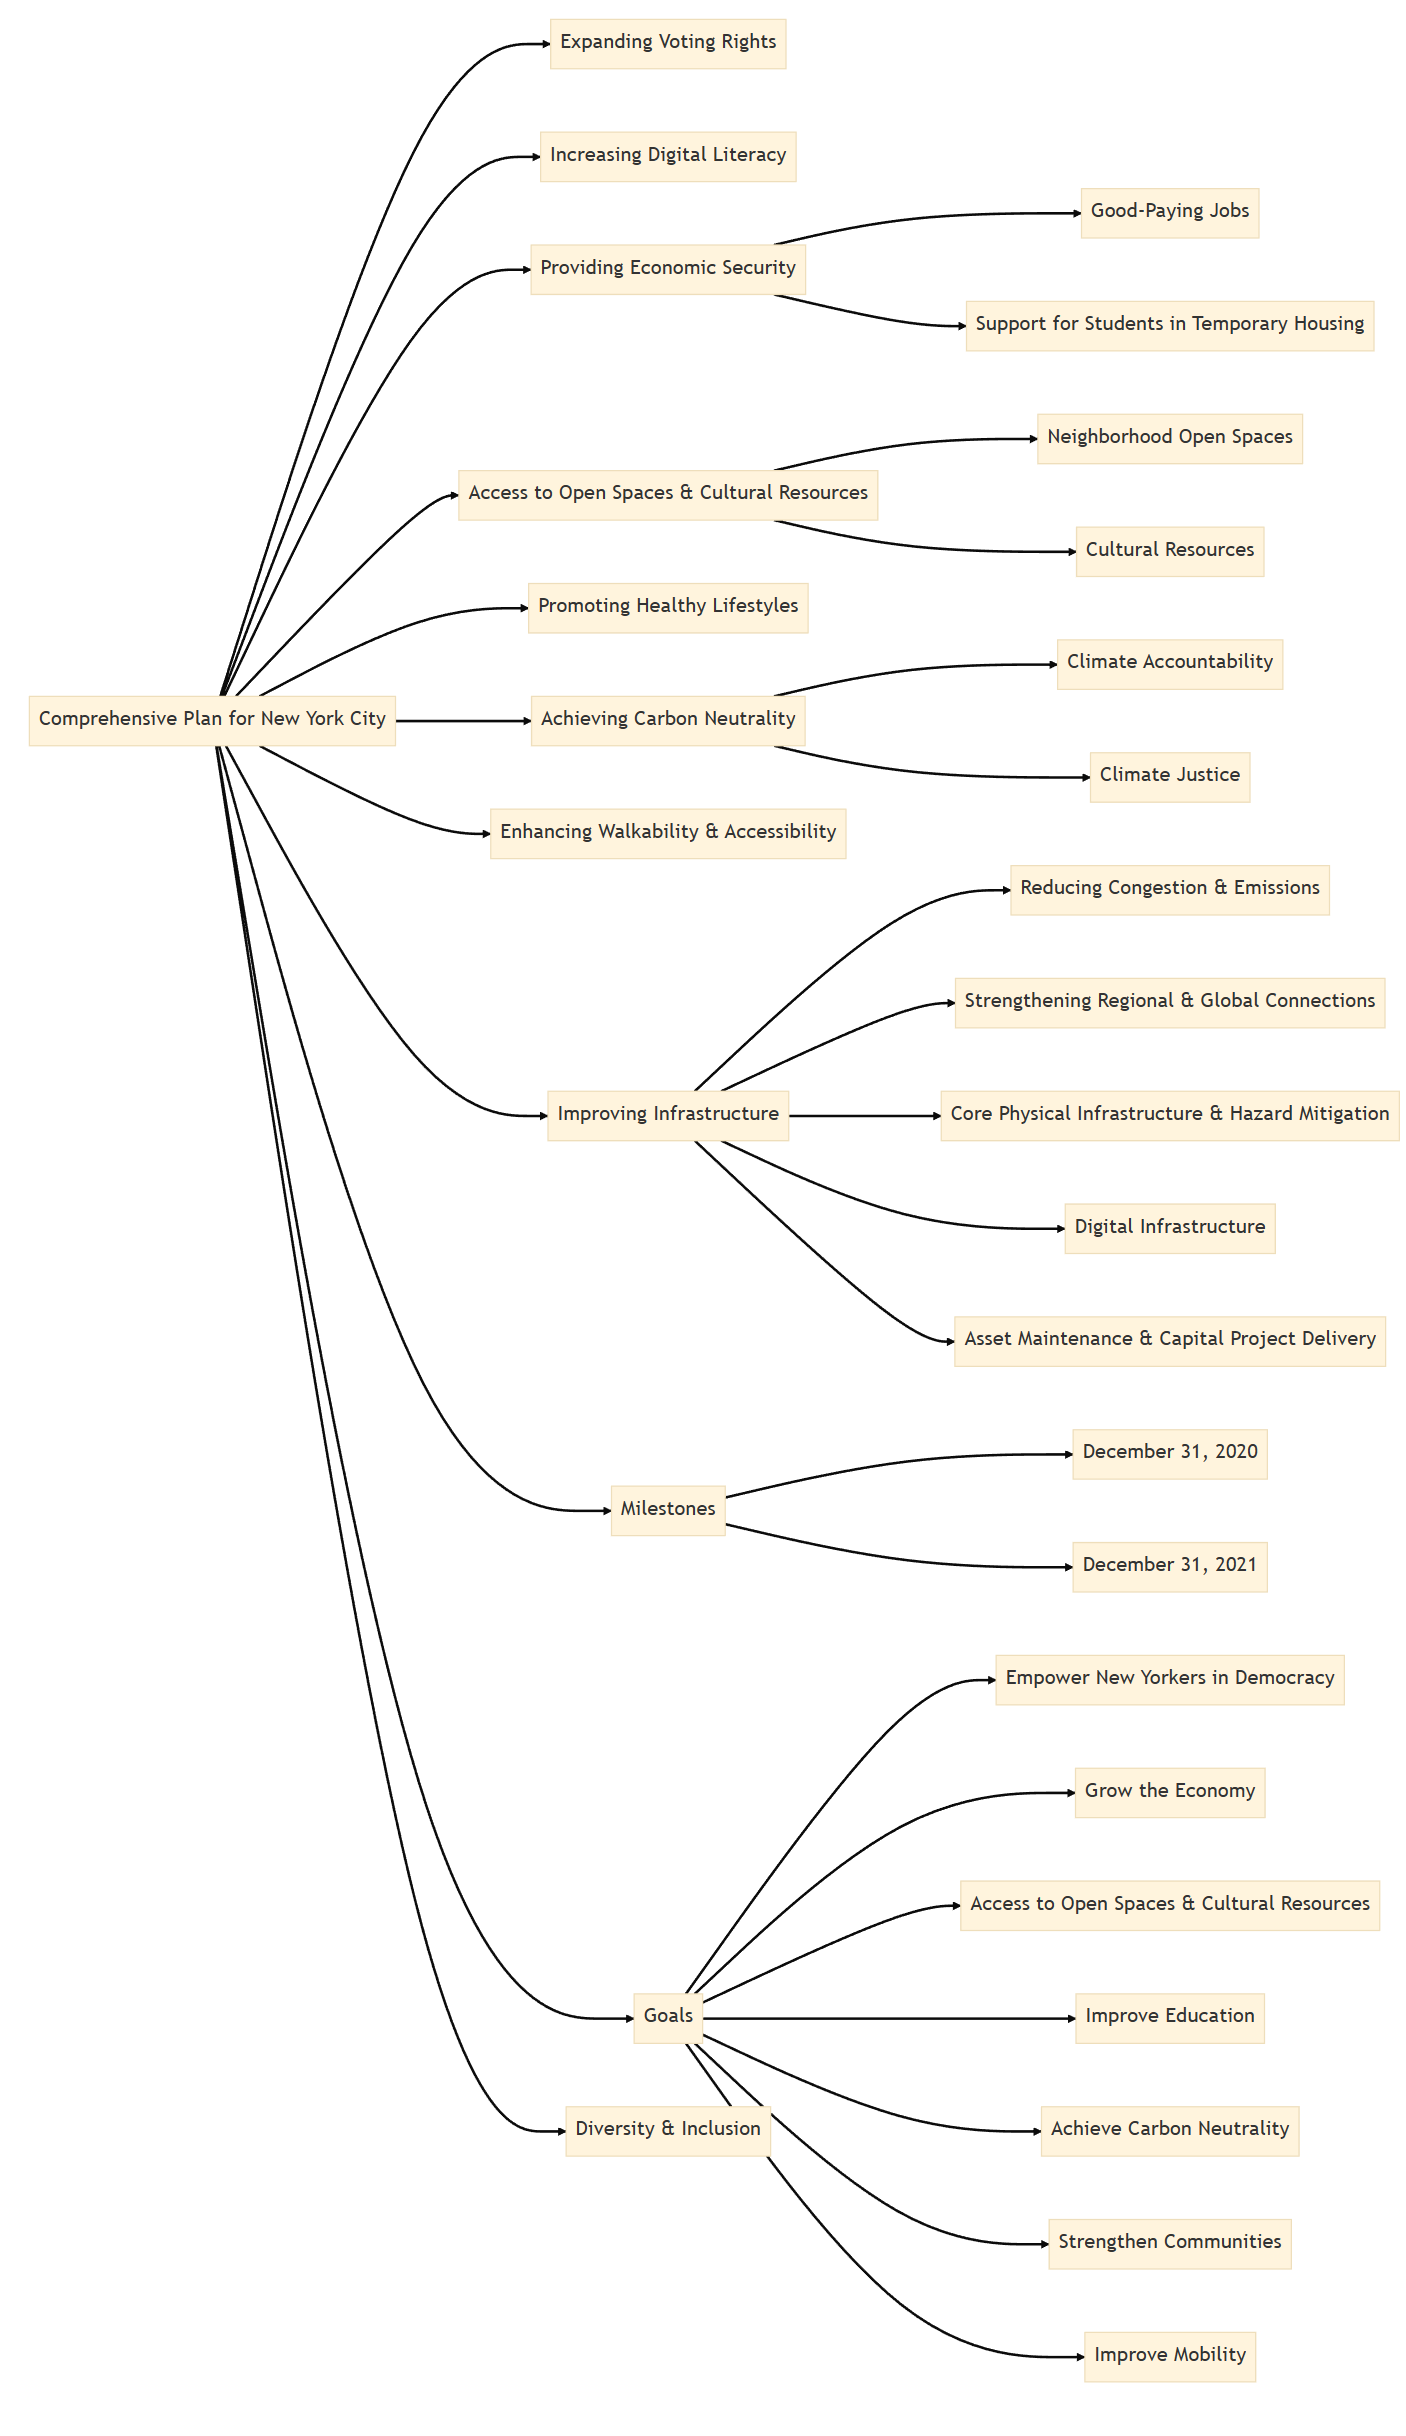 Expanding Voting Rights
Increasing Digital Literacy
Good-Paying Jobs
Providing Economic Security
Support for Students in Temporary Housing
Neighborhood Open Spaces
Access to Open Spaces & Cultural Resources
Cultural Resources
Promoting Healthy Lifestyles
Climate Accountability
Comprehensive Plan for New York City
Achieving Carbon Neutrality
Climate Justice
Enhancing Walkability & Accessibility
Reducing Congestion & Emissions
Strengthening Regional & Global Connections
Improving Infrastructure
Core Physical Infrastructure & Hazard Mitigation
Digital Infrastructure
Asset Maintenance & Capital Project Delivery
December 31, 2020
Milestones
December 31, 2021
Empower New Yorkers in Democracy
Grow the Economy
Access to Open Spaces & Cultural Resources
Goals
Improve Education
Diversity & Inclusion
Achieve Carbon Neutrality
Strengthen Communities
Improve Mobility